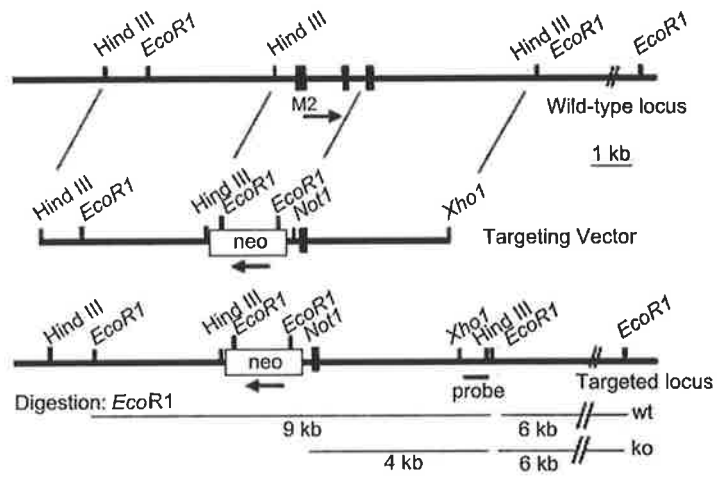 Hind III EcoR1 Hind III Hind III EcoR1 EcoR1
M2
Wild-type locus
1 kb
Hind III EcoR1 Hind III EcoR1 EcoR1 Not1 Xho1
neo
Targeting Vector
Hind III EcoR1 Hind III EcoR1 EcoR1 Not1 Xho1 Hind III EcoR1 EcoR1
neo
probe
Targeted locus
Digestion: EcoR1
wt
9 kb 6 kb
ko
4 kb 6 kb